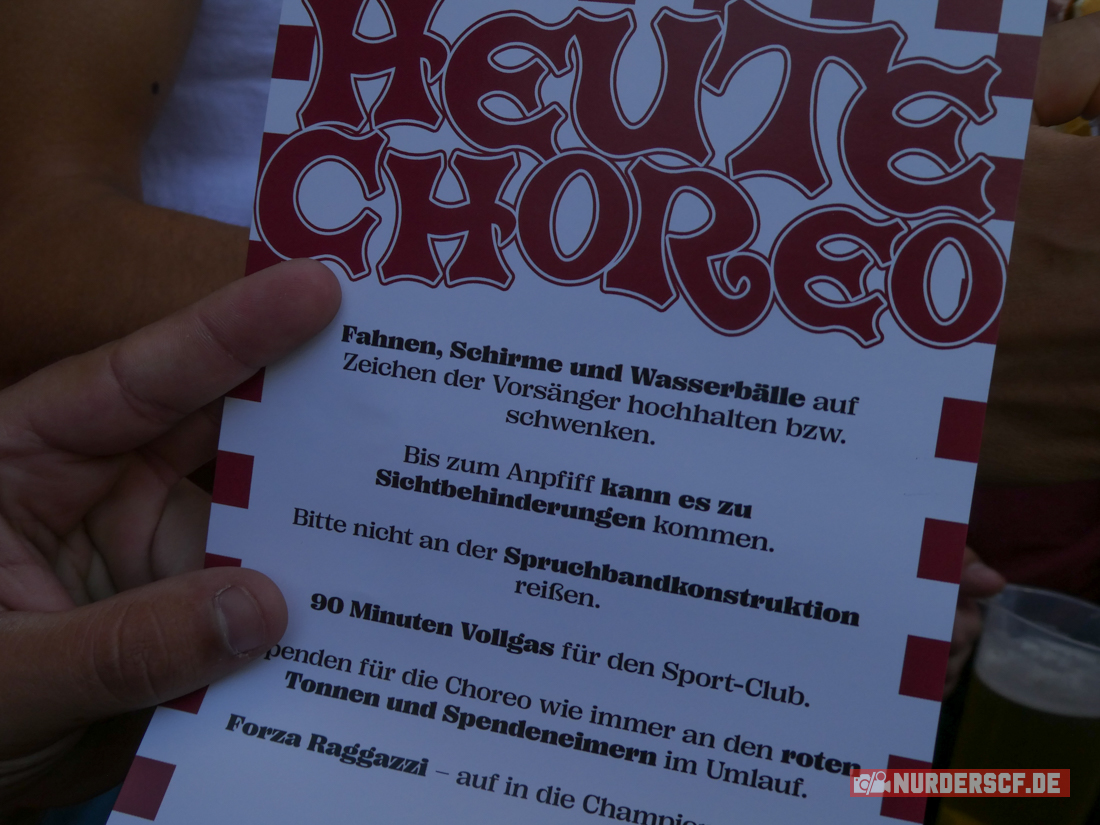 HEUTE
CHOREO
Fahnen, Schirme und Wasserbälle auf
Zeichen der Vorsänger hochhalten bzw.
schwenken.
Bis zum Anpfiff kann es zu
Sichtbehinderungen kommen.
Bitte nicht an der Spruchbandkonstruktion
reißen.
90 Minuten Vollgas für den Sport-Club.
penden für die Choreo wie immer an den roten
Tonnen und Spendeneimern im Umlauf.
Forza Raggazzi – auf in die Champio
NURDERSCF.DE